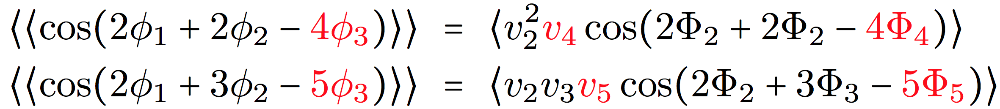 ⟨⟨cos(2ϕ₁ + 2ϕ₂ − 4ϕ₃)⟩⟩ = ⟨v₂²v₄ cos(2Φ₂ + 2Φ₂ − 4Φ₄)⟩
⟨⟨cos(2ϕ₁ + 3ϕ₂ − 5ϕ₃)⟩⟩ = ⟨v₂v₃v₅ cos(2Φ₂ + 3Φ₃ − 5Φ₅)⟩